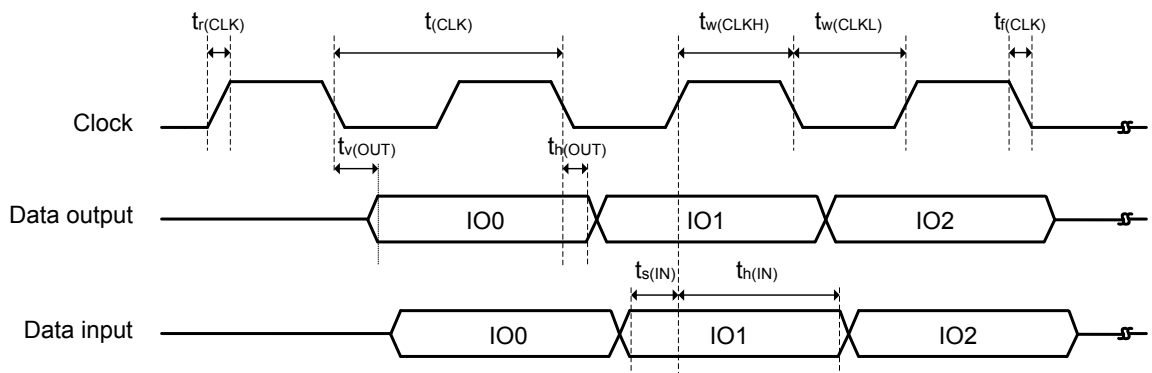 tr(CLK) t(CLK) tw(CLKH) tw(CLKL) tf(CLK)
Clock
tv(OUT) th(OUT)
Data output IO0 IO1 IO2
ts(IN) th(IN)
Data input IO0 IO1 IO2